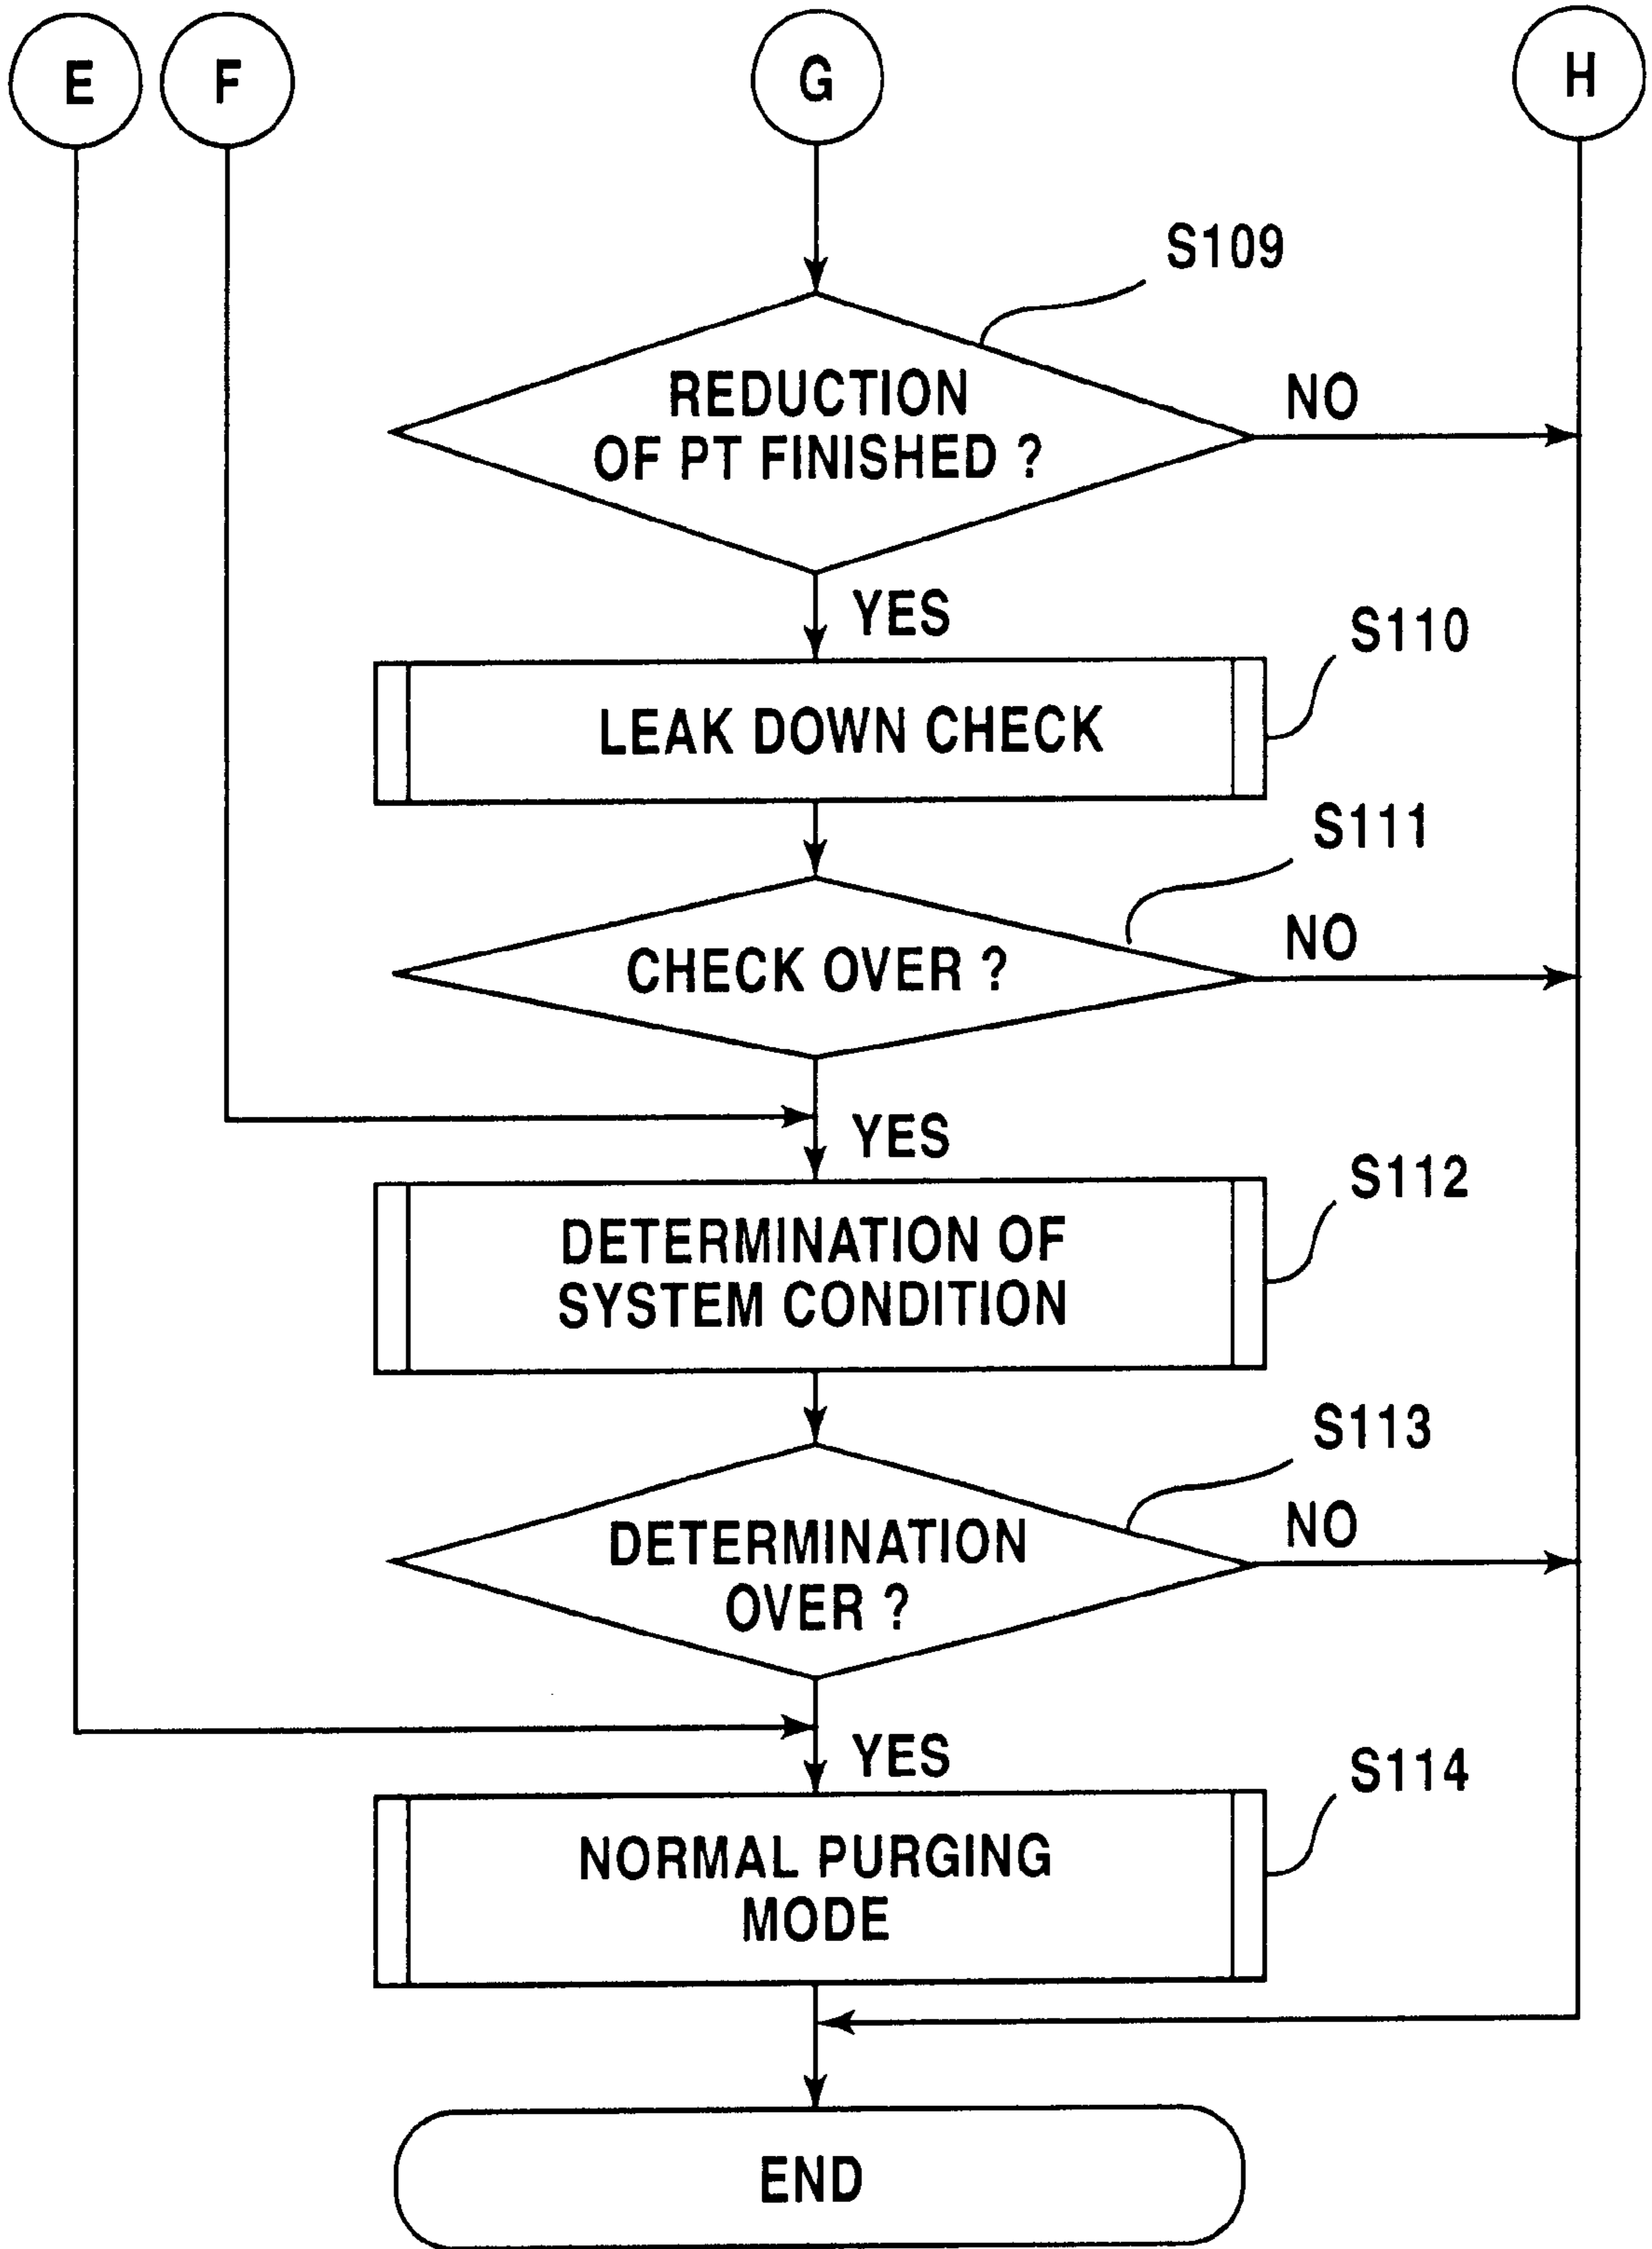 E F G H
S109
REDUCTION
OF PT FINISHED ?
NO
YES
S110
LEAK DOWN CHECK
S111
CHECK OVER ?
NO
YES
S112
DETERMINATION OF
SYSTEM CONDITION
S113
DETERMINATION
OVER ?
NO
YES
S114
NORMAL PURGING
MODE
END